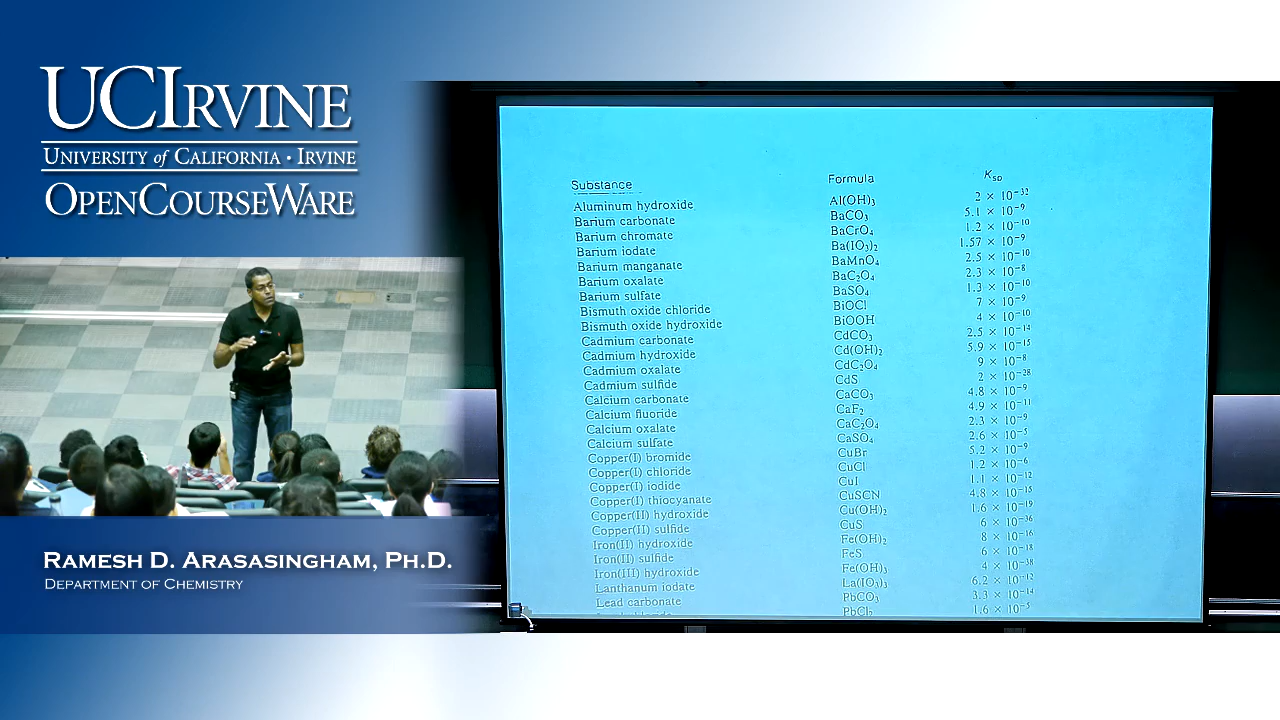 UCIRVINE
UNIVERSITY of CALIFORNIA · IRVINE
OPENCOURSEWARE
RAMESH D. ARASASINGHAM, PH.D.
DEPARTMENT OF CHEMISTRY
Substance Formula Ksp
Aluminum hydroxide Al(OH)₃ 2 × 10⁻³²
Barium carbonate BaCO₃ 5.1 × 10⁻⁹
Barium chromate BaCrO₄ 1.2 × 10⁻¹⁰
Barium iodate Ba(IO₃)₂ 1.57 × 10⁻⁹
Barium manganate BaMnO₄ 2.5 × 10⁻¹⁰
Barium oxalate BaC₂O₄ 2.3 × 10⁻⁸
Barium sulfate BaSO₄ 1.3 × 10⁻¹⁰
Bismuth oxide chloride BiOCl 7 × 10⁻⁹
Bismuth oxide hydroxide BiOOH 4 × 10⁻¹⁰
Cadmium carbonate CdCO₃ 2.5 × 10⁻¹⁴
Cadmium hydroxide Cd(OH)₂ 5.9 × 10⁻¹⁵
Cadmium oxalate CdC₂O₄ 9 × 10⁻⁸
Cadmium sulfide CdS 2 × 10⁻²⁸
Calcium carbonate CaCO₃ 4.8 × 10⁻⁹
Calcium fluoride CaF₂ 4.9 × 10⁻¹¹
Calcium oxalate CaC₂O₄ 2.3 × 10⁻⁹
Calcium sulfate CaSO₄ 2.6 × 10⁻⁵
Copper(I) bromide CuBr 5.2 × 10⁻⁹
Copper(I) chloride CuCl 1.2 × 10⁻⁶
Copper(I) iodide CuI 1.1 × 10⁻¹²
Copper(I) thiocyanate CuSCN 4.8 × 10⁻¹⁵
Copper(II) hydroxide Cu(OH)₂ 1.6 × 10⁻¹⁹
Copper(II) sulfide CuS 6 × 10⁻³⁶
Iron(II) hydroxide Fe(OH)₂ 8 × 10⁻¹⁶
Iron(II) sulfide FeS 6 × 10⁻¹⁸
Iron(III) hydroxide Fe(OH)₃ 4 × 10⁻³⁸
Lanthanum iodate La(IO₃)₃ 6.2 × 10⁻¹²
Lead carbonate PbCO₃ 3.3 × 10⁻¹⁴
PbCl₂ 1.6 × 10⁻⁵